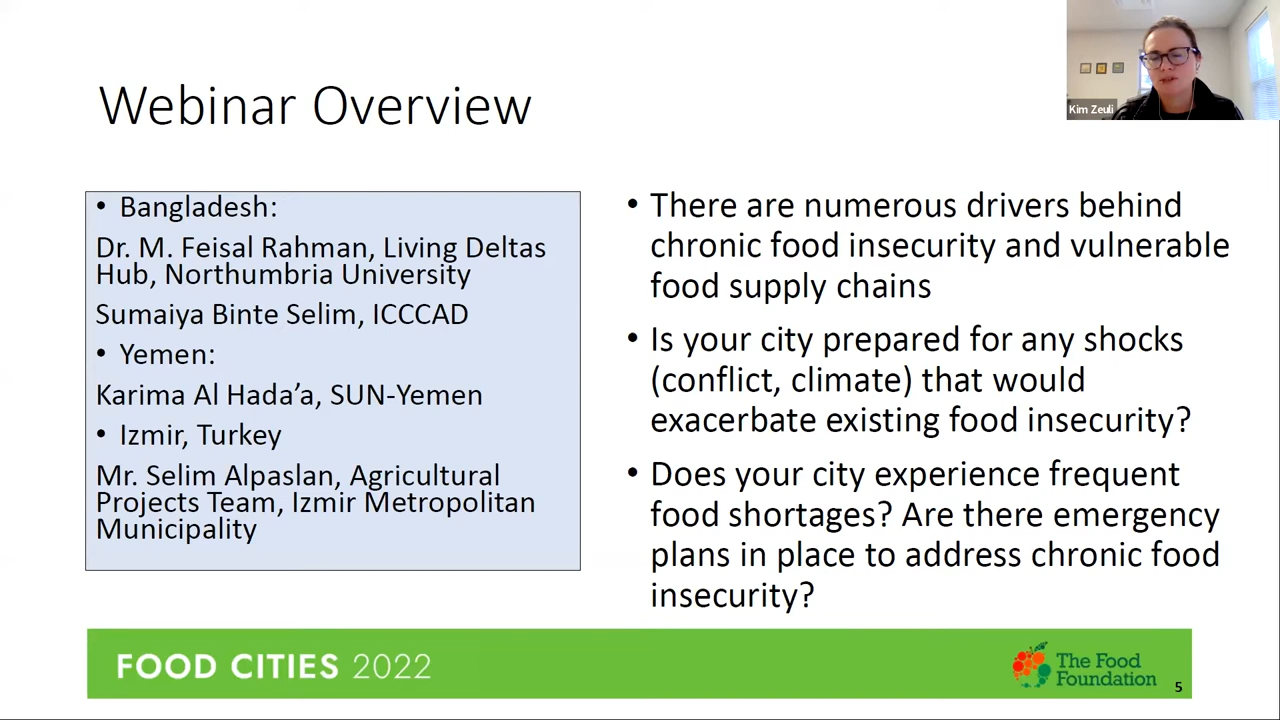 Webinar Overview
Kim Zeuli
• Bangladesh:
Dr. M. Feisal Rahman, Living Deltas
Hub, Northumbria University
Sumaiya Binte Selim, ICCCAD
• Yemen:
Karima Al Hada’a, SUN-Yemen
• Izmir, Turkey
Mr. Selim Alpaslan, Agricultural
Projects Team, Izmir Metropolitan
Municipality
• There are numerous drivers behind
chronic food insecurity and vulnerable
food supply chains
• Is your city prepared for any shocks
(conflict, climate) that would
exacerbate existing food insecurity?
• Does your city experience frequent
food shortages? Are there emergency
plans in place to address chronic food
insecurity?
FOOD CITIES 2022
The Food
Foundation
5